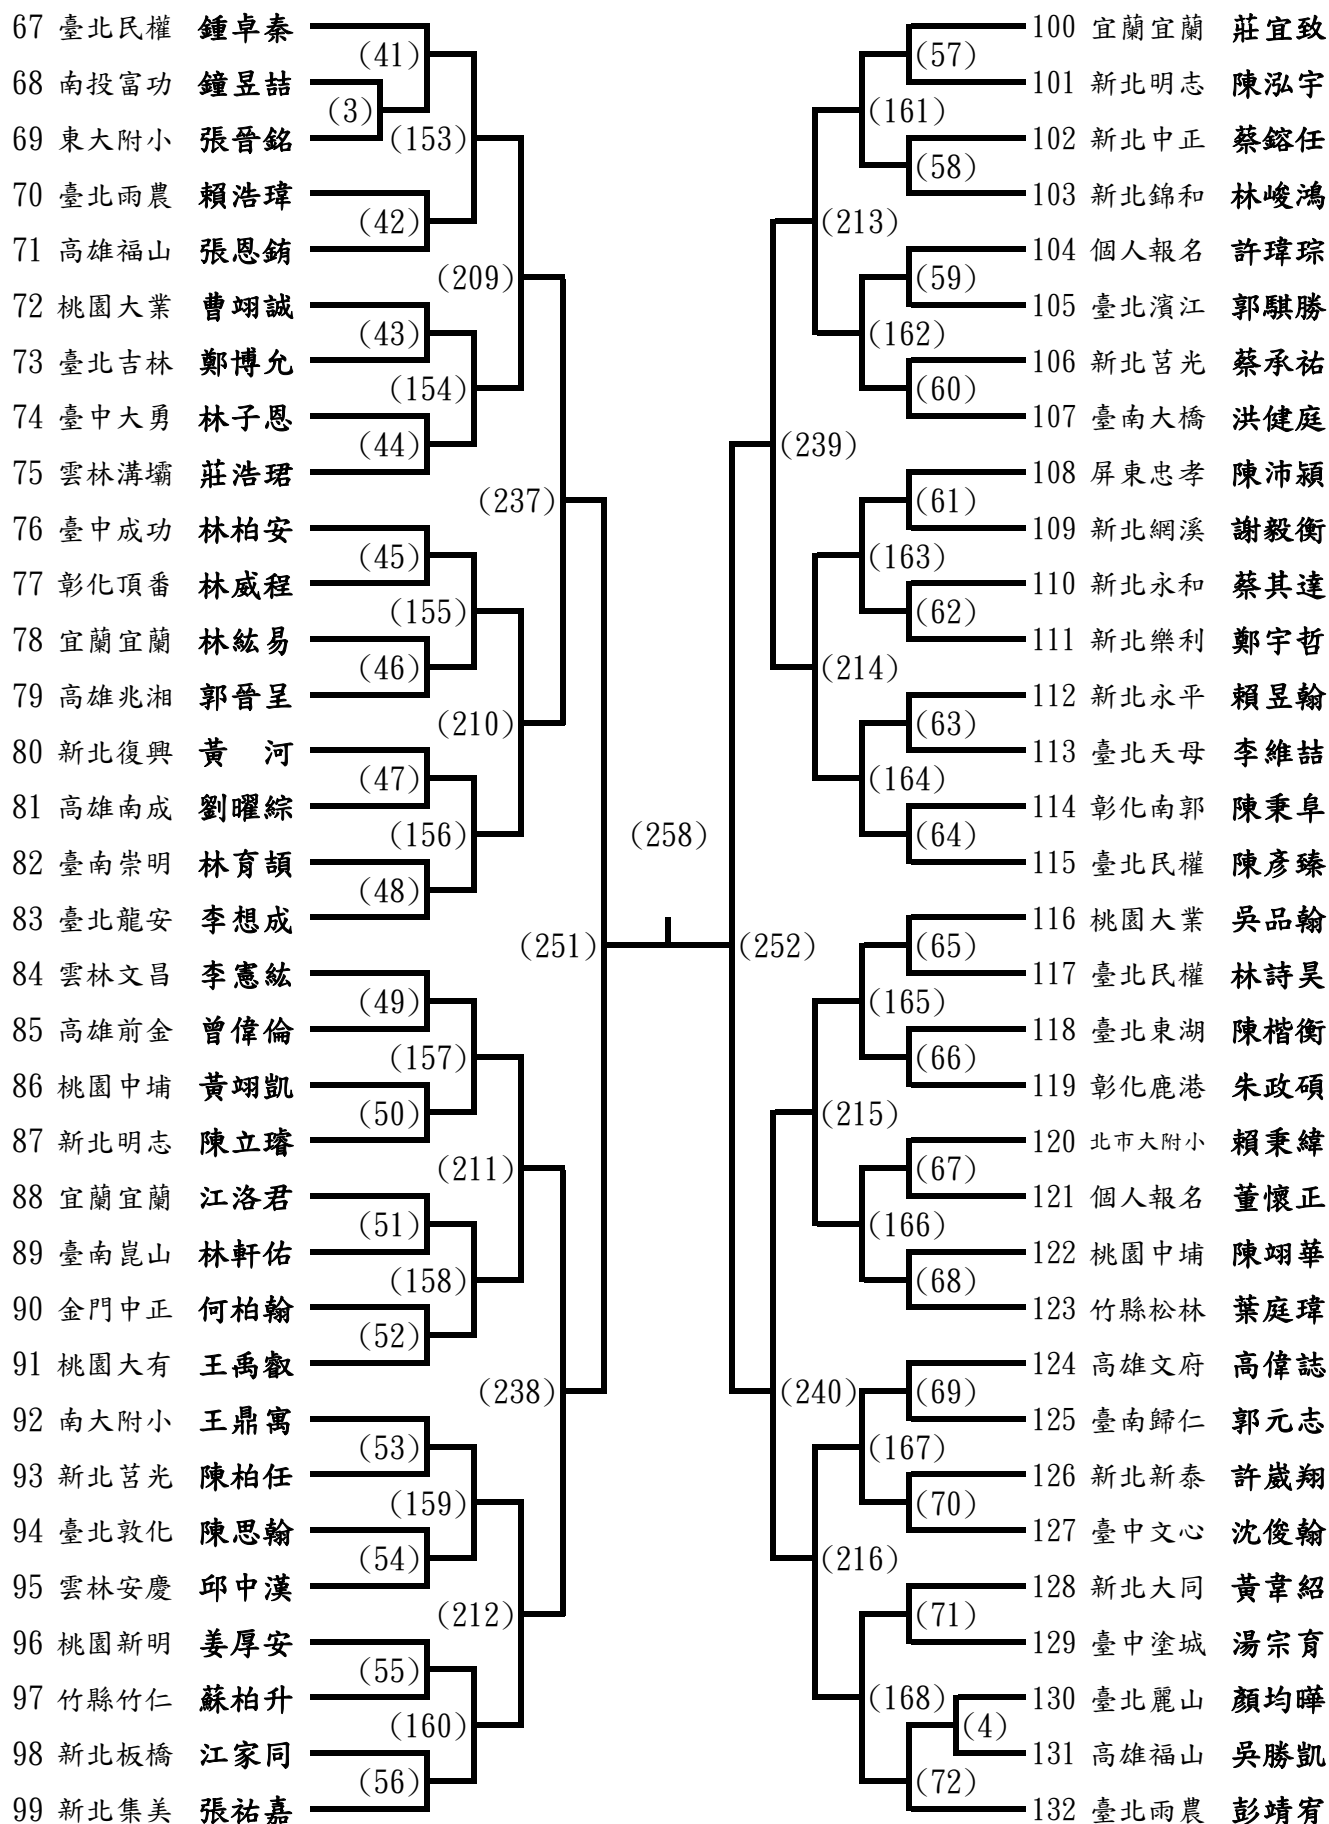 67 臺北民權 鍾卓秦
(41)
68 南投富功 鐘昱喆
(3)
69 東大附小 張晉銘
(153)
70 臺北雨農 賴浩瑋
(42)
71 高雄福山 張恩銪
(209)
72 桃園大業 曹翊誠
(43)
73 臺北吉林 鄭博允
(154)
74 臺中大勇 林子恩
(44)
75 雲林溝壩 莊浩珺
(237)
76 臺中成功 林柏安
(45)
77 彰化頂番 林威程
(155)
78 宜蘭宜蘭 林紘易
(46)
79 高雄兆湘 郭晉呈
(210)
80 新北復興 黃 河
(47)
81 高雄南成 劉曜綜
(156)
82 臺南崇明 林育頡
(48)
83 臺北龍安 李想成
(251)
84 雲林文昌 李憲紘
(49)
85 高雄前金 曾偉倫
(157)
86 桃園中埔 黃翊凱
(50)
87 新北明志 陳立璿
(211)
88 宜蘭宜蘭 江洛君
(51)
89 臺南崑山 林軒佑
(158)
90 金門中正 何柏翰
(52)
91 桃園大有 王禹叡
(238)
92 南大附小 王鼎寓
(53)
93 新北莒光 陳柏任
(159)
94 臺北敦化 陳思翰
(54)
95 雲林安慶 邱中漢
(212)
96 桃園新明 姜厚安
(55)
97 竹縣竹仁 蘇柏升
(160)
98 新北板橋 江家同
(56)
99 新北集美 張祐嘉
(258)
100 宜蘭宜蘭 莊宜致
(57)
101 新北明志 陳泓宇
(161)
102 新北中正 蔡鎔任
(58)
103 新北錦和 林峻鴻
(213)
104 個人報名 許瑋琮
(59)
105 臺北濱江 郭騏勝
(162)
106 新北莒光 蔡承祐
(60)
107 臺南大橋 洪健庭
(239)
108 屏東忠孝 陳沛潁
(61)
109 新北網溪 謝毅衡
(163)
110 新北永和 蔡其達
(62)
111 新北樂利 鄭宇哲
(214)
112 新北永平 賴昱翰
(63)
113 臺北天母 李維喆
(164)
114 彰化南郭 陳秉阜
(64)
115 臺北民權 陳彥臻
(252)
116 桃園大業 吳品翰
(65)
117 臺北民權 林詩昊
(165)
118 臺北東湖 陳楷衡
(66)
119 彰化鹿港 朱政碩
(215)
120 北市大附小 賴秉緯
(67)
121 個人報名 董懷正
(166)
122 桃園中埔 陳翊華
(68)
123 竹縣松林 葉庭瑋
(240)
124 高雄文府 高偉誌
(69)
125 臺南歸仁 郭元志
(167)
126 新北新泰 許崴翔
(70)
127 臺中文心 沈俊翰
(216)
128 新北大同 黃韋紹
(71)
129 臺中塗城 湯宗育
(168)
130 臺北麗山 顏均曄
(4)
131 高雄福山 吳勝凱
(72)
132 臺北雨農 彭靖宥